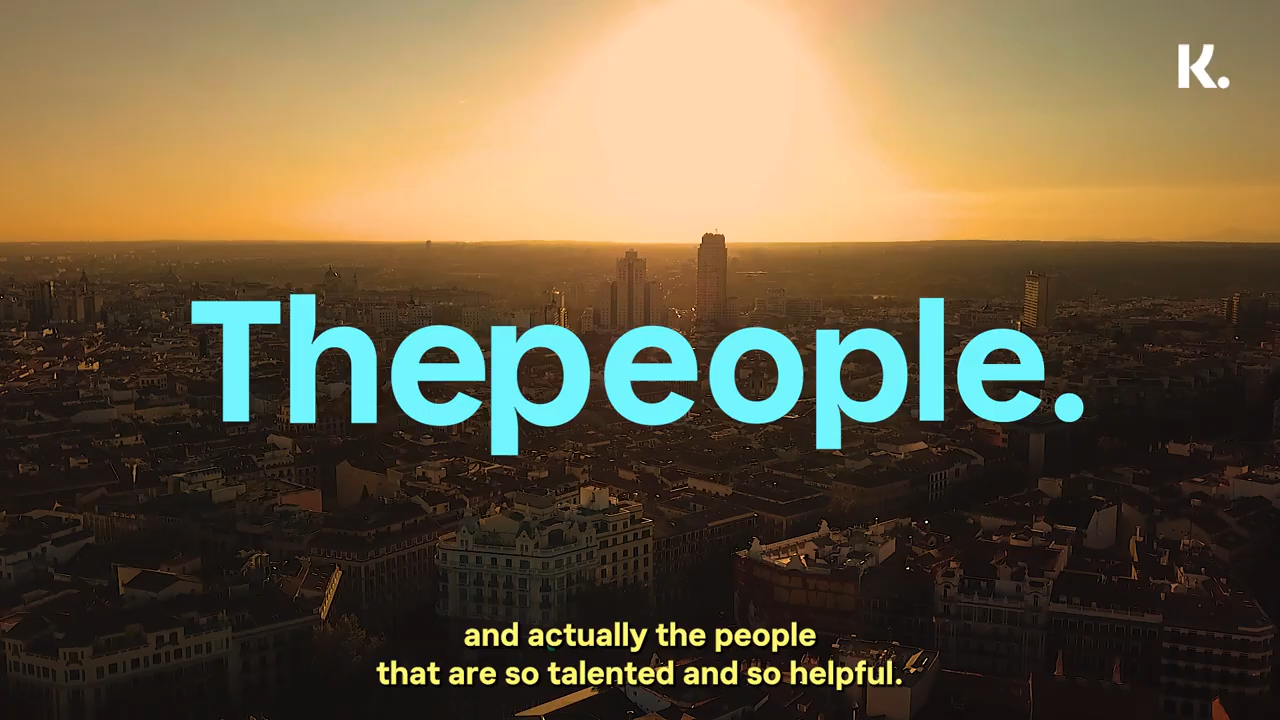 K.
Thepeople.
and actually the people
that are so talented and so helpful.